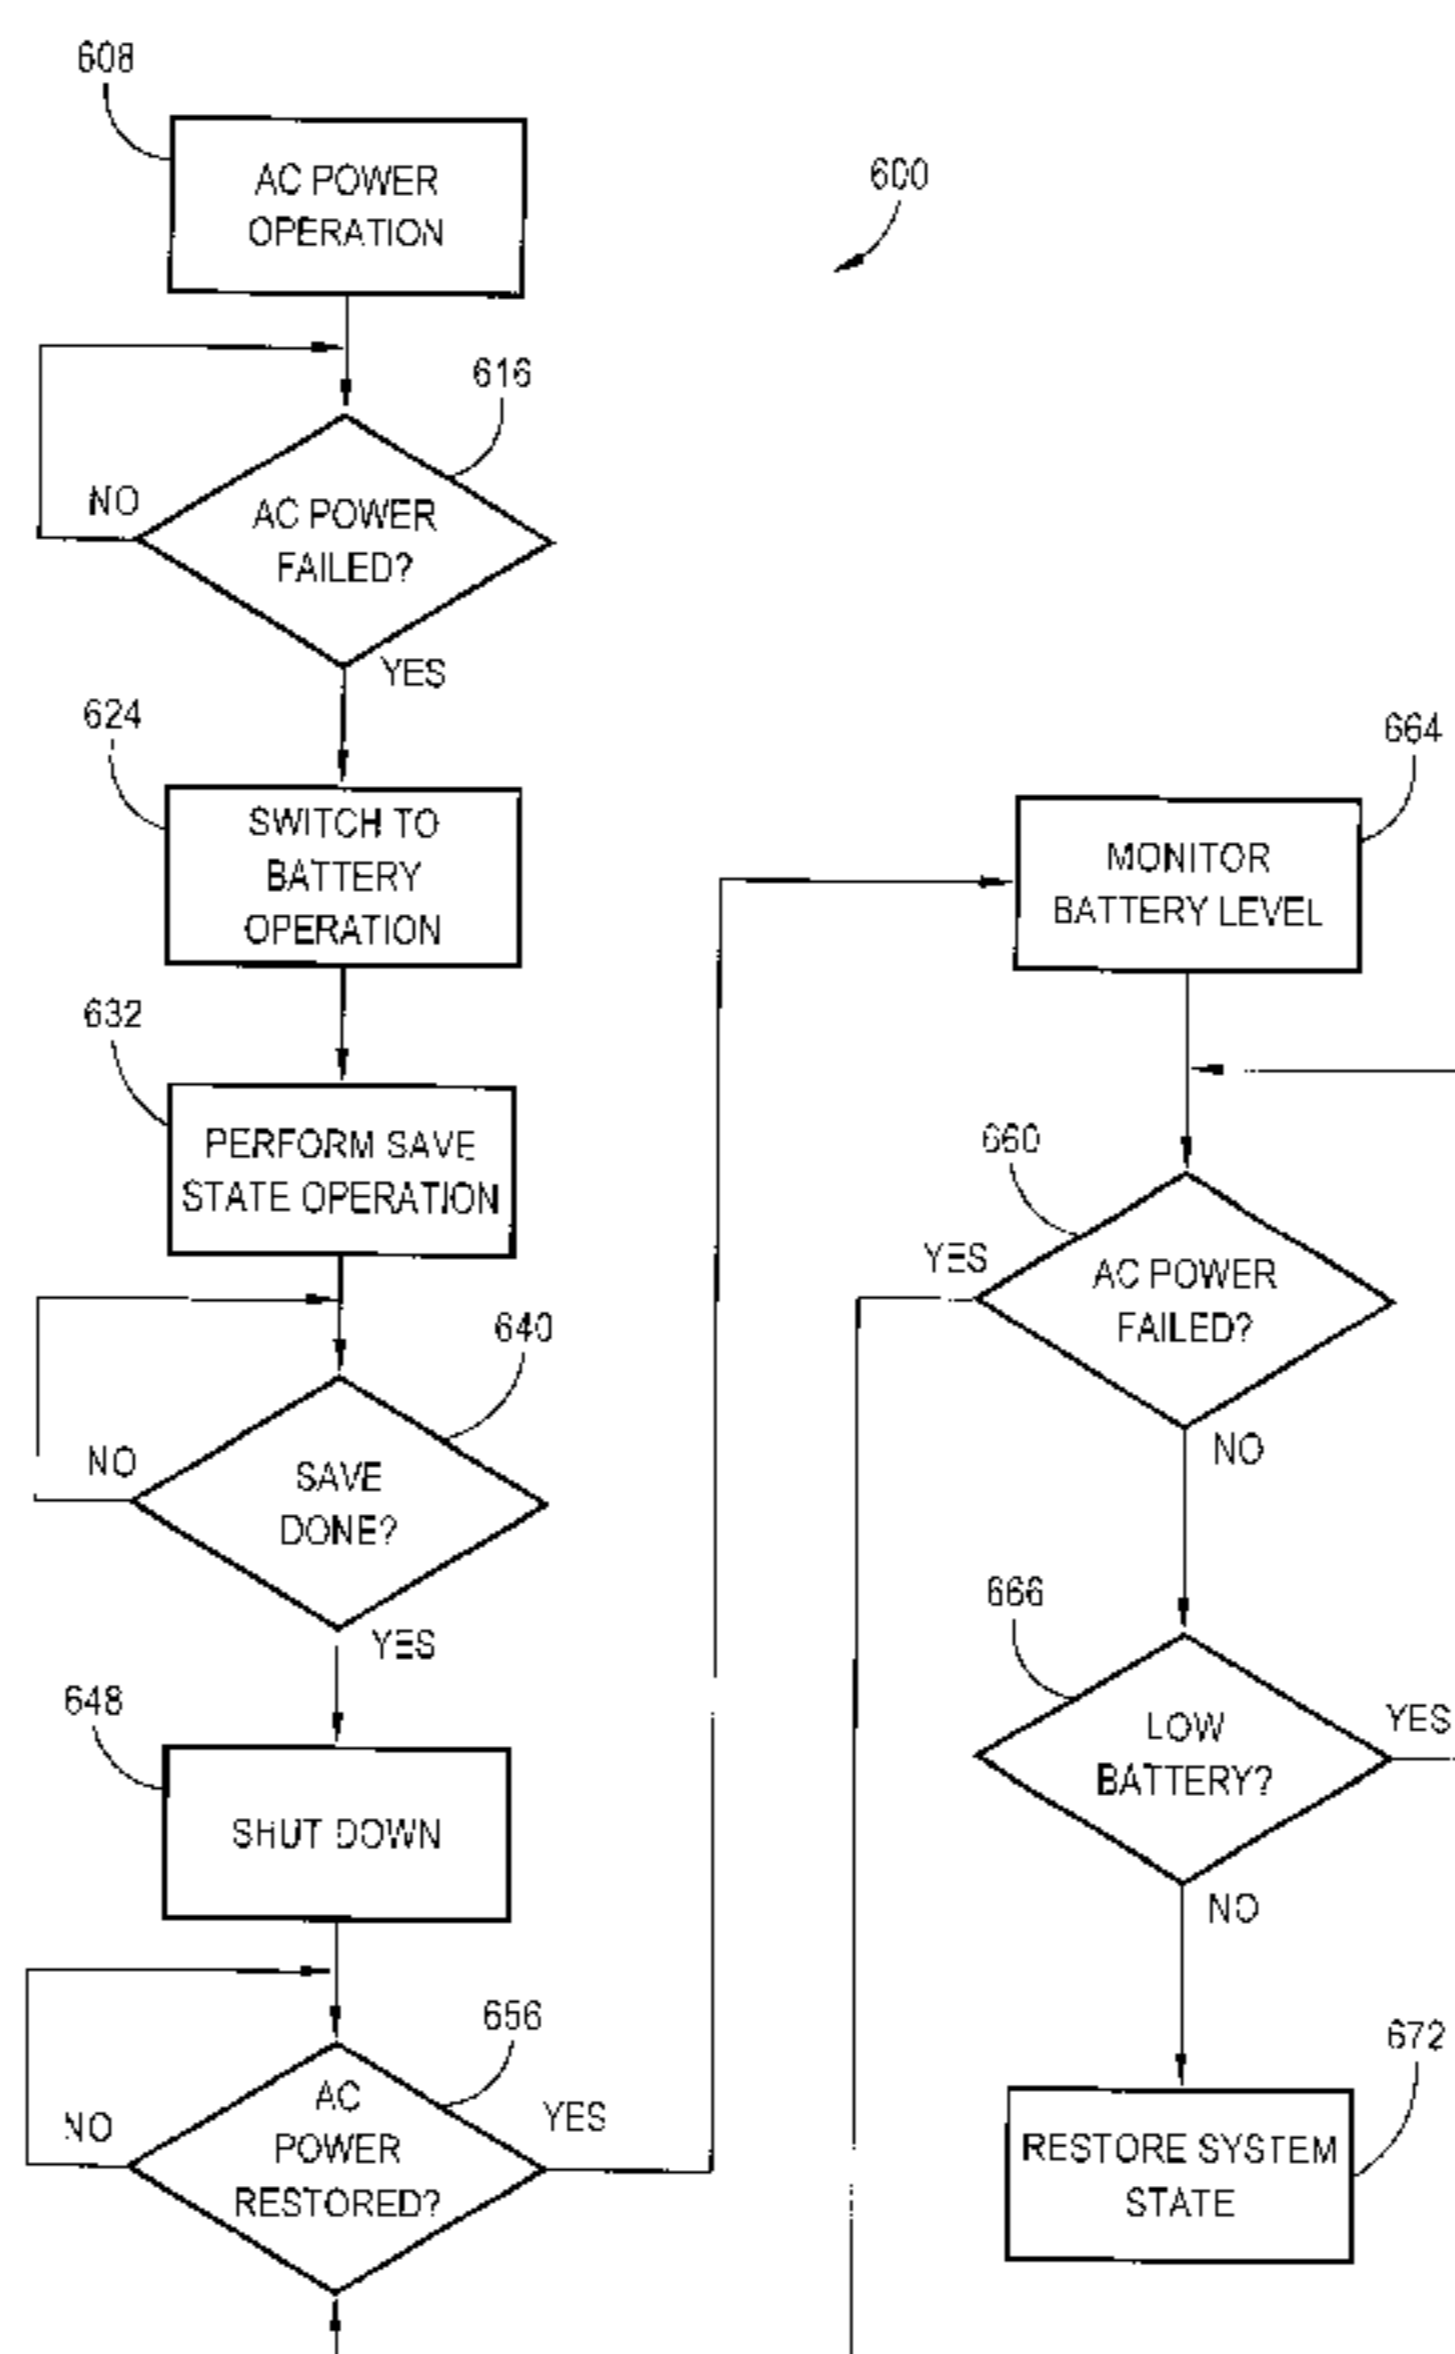 608
AC POWER
OPERATION
600
616
NO
AC POWER
FAILED?
YES
624
SWITCH TO
BATTERY
OPERATION
632
PERFORM SAVE
STATE OPERATION
640
NO
SAVE
DONE?
YES
648
SHUT DOWN
656
NO
AC
POWER
RESTORED?
YES
664
MONITOR
BATTERY LEVEL
660
YES
AC POWER
FAILED?
NO
666
LOW
BATTERY?
YES
NO
672
RESTORE SYSTEM
STATE